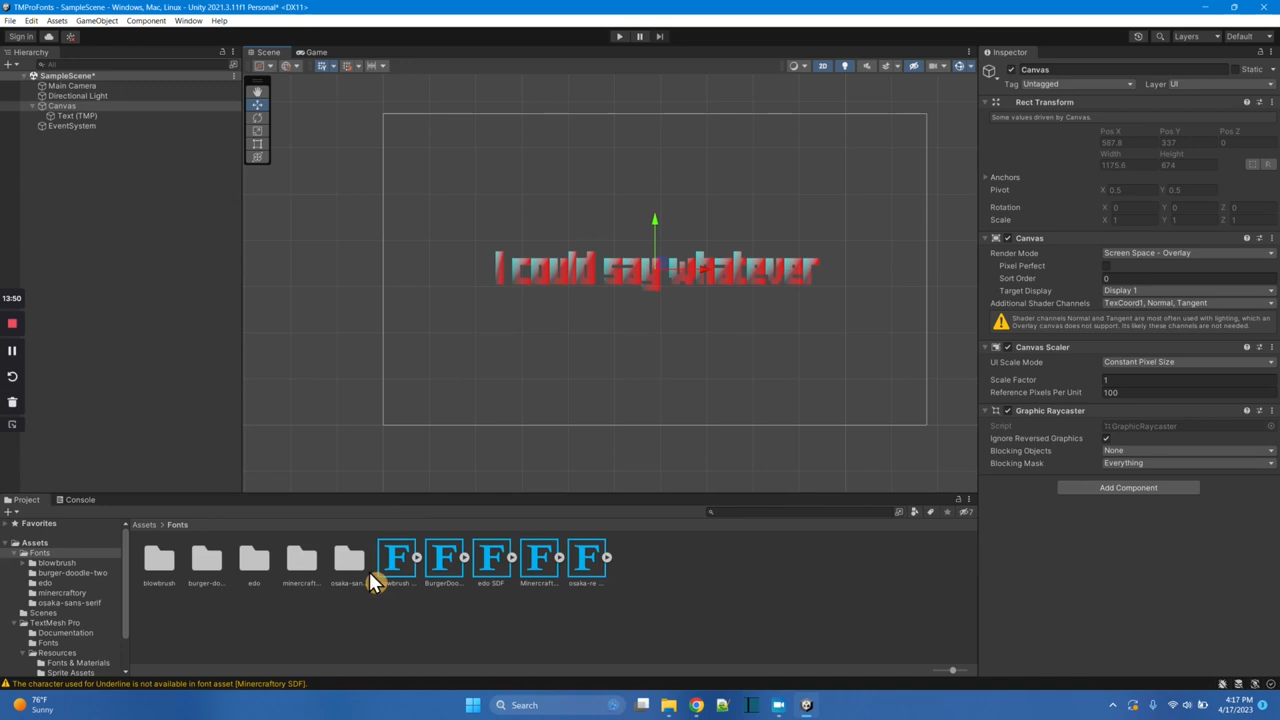 TMProFonts - SampleScene - Windows, Mac, Linux - Unity 2021.3.11f1 Personal* <DX11>
File Edit Assets GameObject Component Window Help
Sign in Layers Default
Hierarchy
All
SampleScene*
Main Camera
Directional Light
Canvas
Text (TMP)
EventSystem
Scene Game
2D
I could say whatever
Inspector
Canvas Static
Tag Untagged Layer UI
Rect Transform
Some values driven by Canvas.
Pos X Pos Y Pos Z
587.8 337 0
Width Height
1175.6 674
R
Anchors
Pivot X 0.5 Y 0.5
Rotation X 0 Y 0 Z 0
Scale X 1 Y 1 Z 1
Canvas
Render Mode Screen Space - Overlay
Pixel Perfect
Sort Order 0
Target Display Display 1
Additional Shader Channels TexCoord1, Normal, Tangent
Shader channels Normal and Tangent are most often used with lighting, which an
Overlay canvas does not support. Its likely these channels are not needed.
Canvas Scaler
UI Scale Mode Constant Pixel Size
Scale Factor 1
Reference Pixels Per Unit 100
Graphic Raycaster
Script GraphicRaycaster
Ignore Reversed Graphics
Blocking Objects None
Blocking Mask Everything
Add Component
13:50
Project Console
7
Favorites
Assets
Fonts
blowbrush
burger-doodle-two
edo
minercraftory
osaka-sans-serif
Scenes
TextMesh Pro
Documentation
Fonts
Resources
Fonts & Materials
Sprite Assets
Assets > Fonts
F F F F F
blowbrush burger-do... edo minercraft... osaka-san... BurgerDoo... edo SDF Minercraft... osaka-re ...
The character used for Underline is not available in font asset [Minercraftory SDF].
76°F
Sunny
Search
4:17 PM
4/17/2023